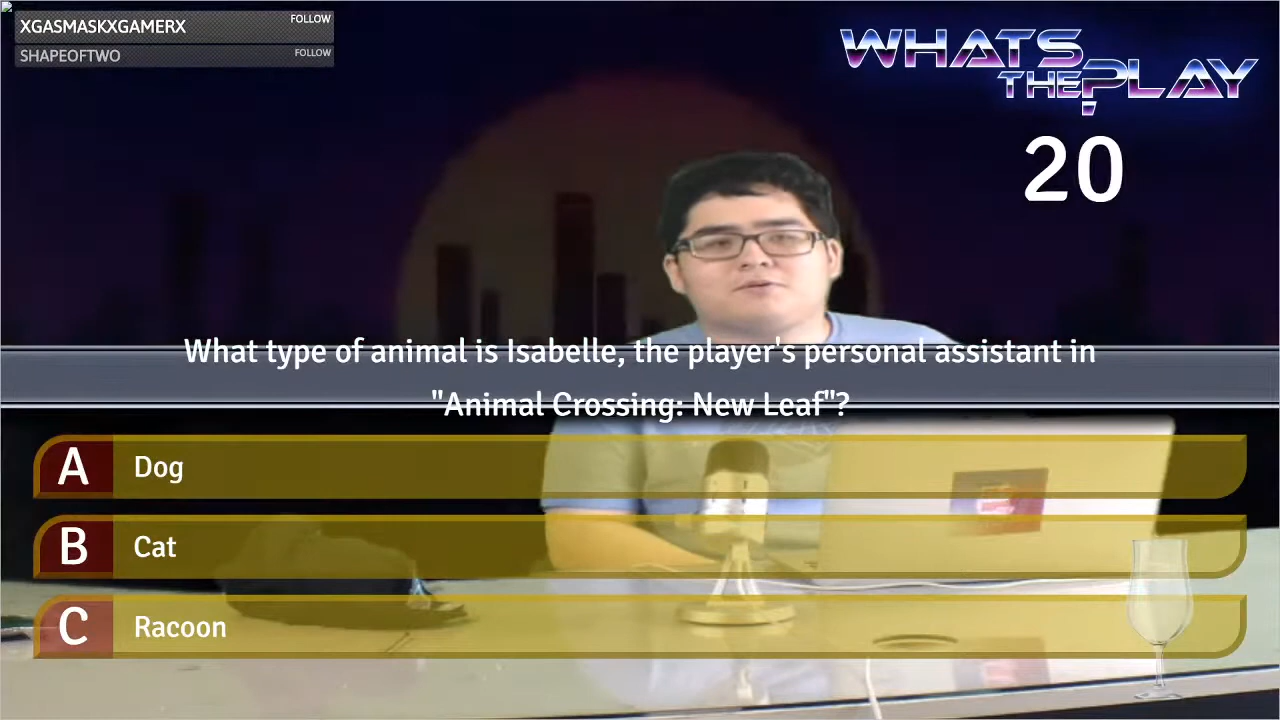 XGASMASKXGAMERX FOLLOW
SHAPEOFTWO FOLLOW
WHATS
THE PLAY
20
What type of animal is Isabelle, the player's personal assistant in
"Animal Crossing: New Leaf"?
A Dog
B Cat
C Racoon